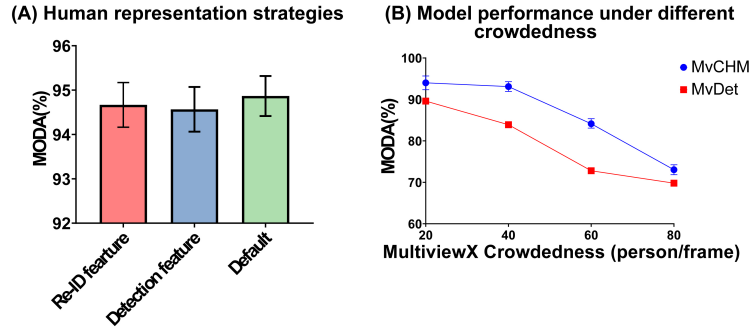 (A) Human representation strategies
96
95
94
93
92
MODA(%)
Re-ID fearture
Detection feature
Default
(B) Model performance under different
crowdedness
100
90
80
70
60
MODA(%)
20
40
60
80
MultiviewX Crowdedness (person/frame)
MvCHM
MvDet